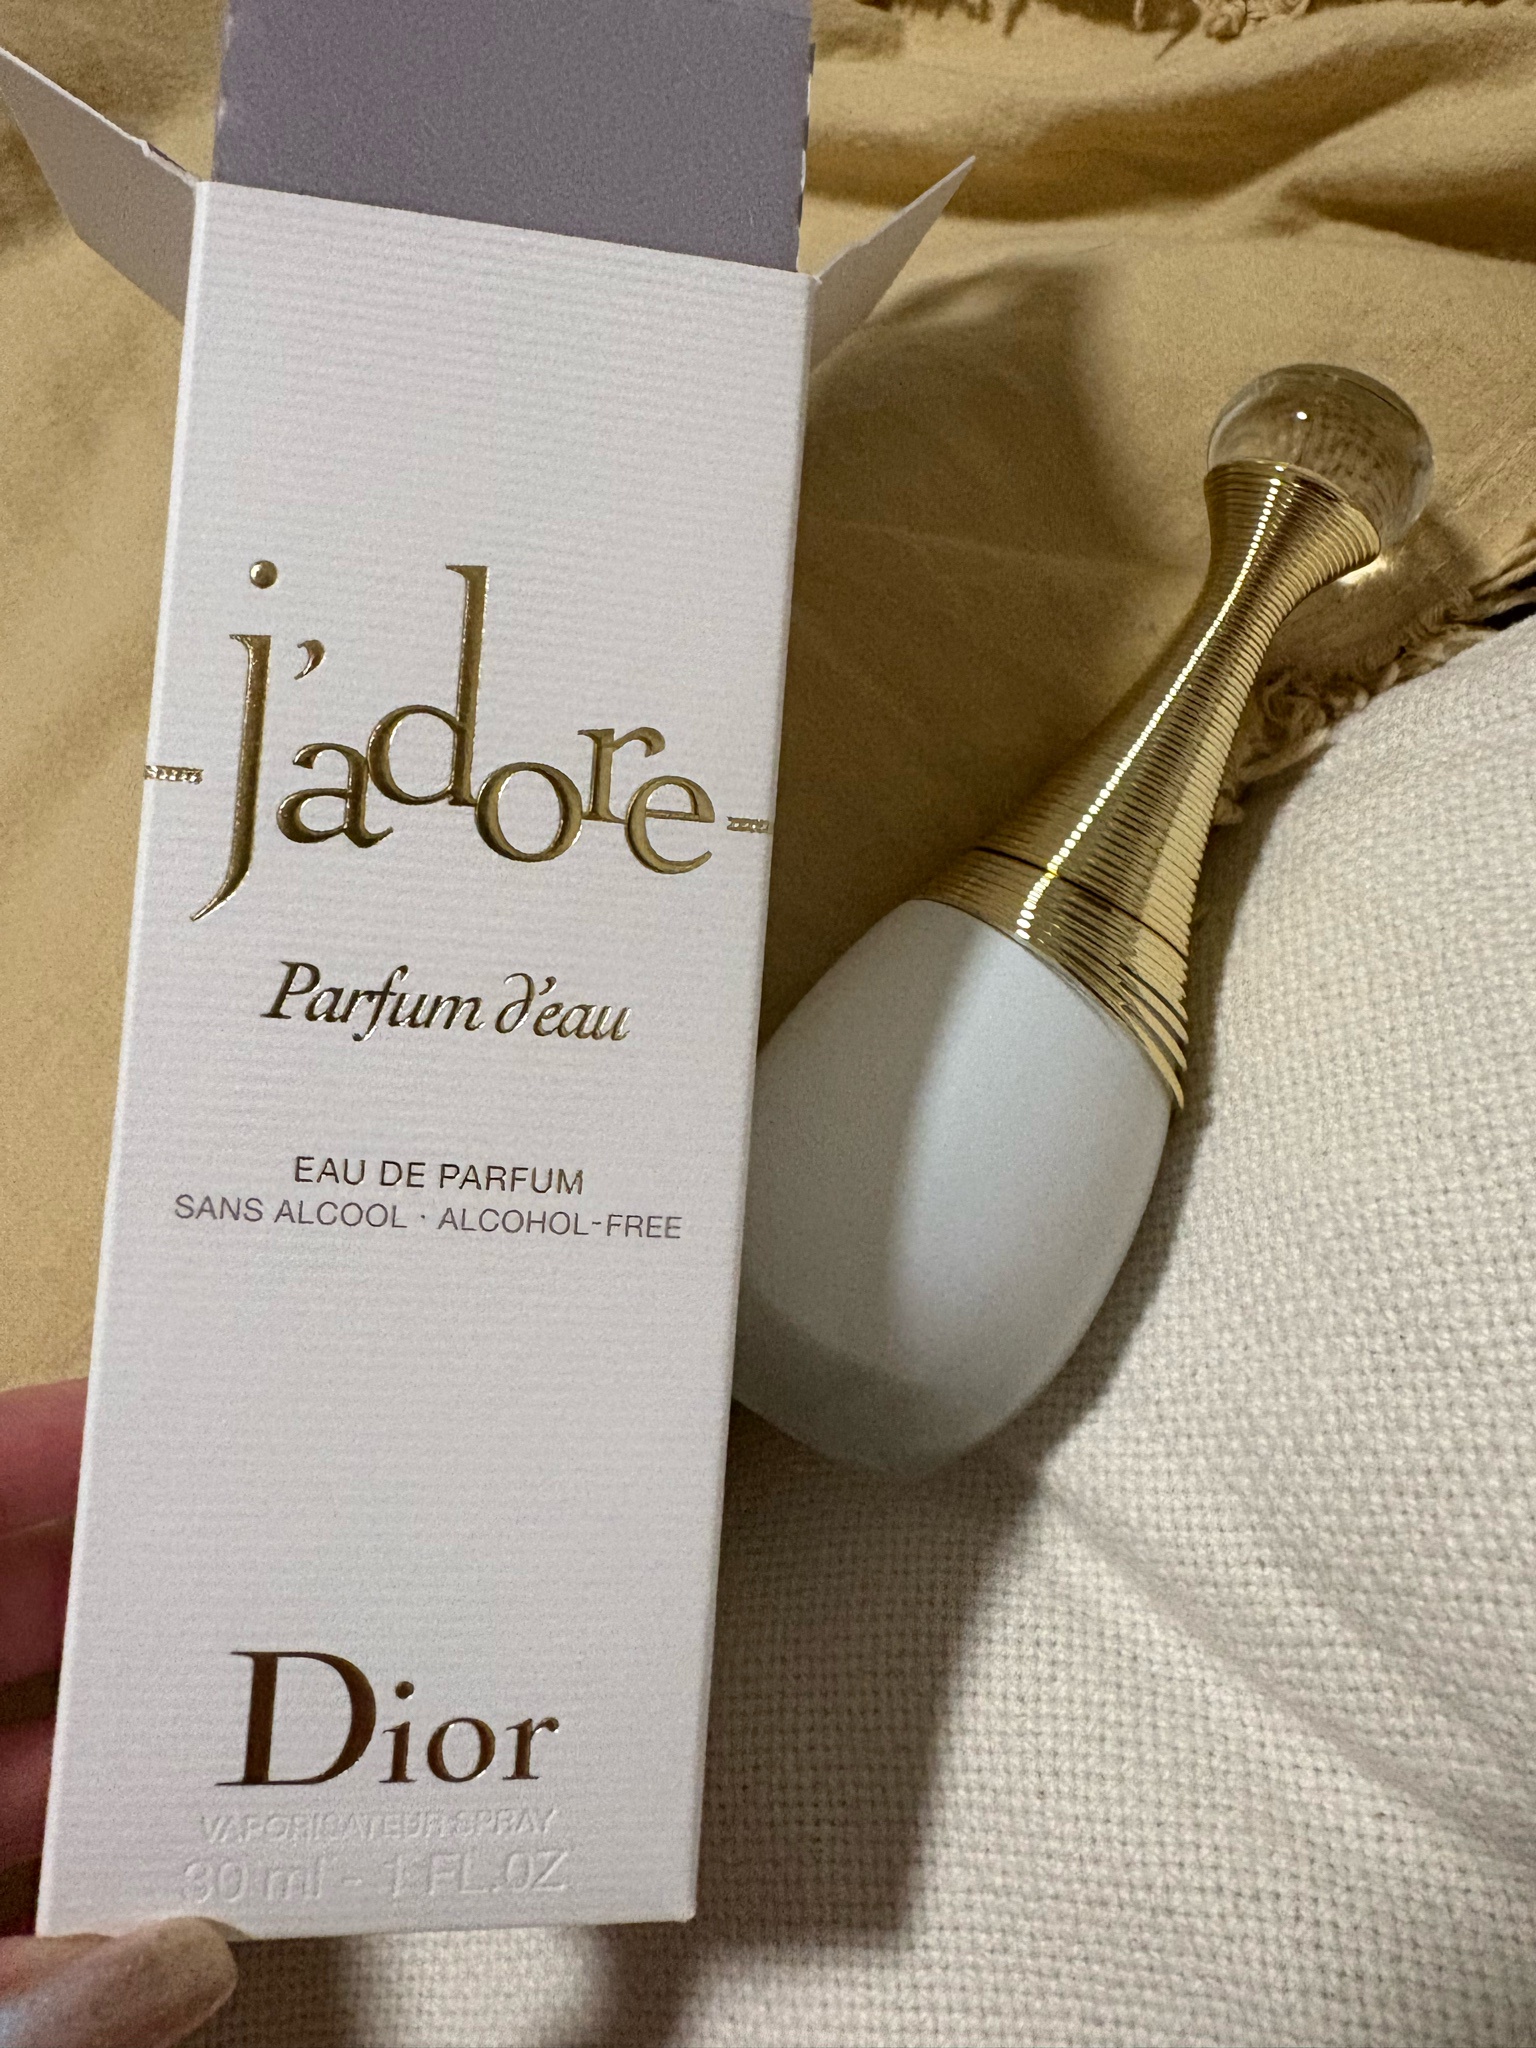 j'adore
Parfum d'eau
EAU DE PARFUM
SANS ALCOOL · ALCOHOL-FREE
Dior
VAPORISATEUR SPRAY
30 ml - 1 FL.OZ